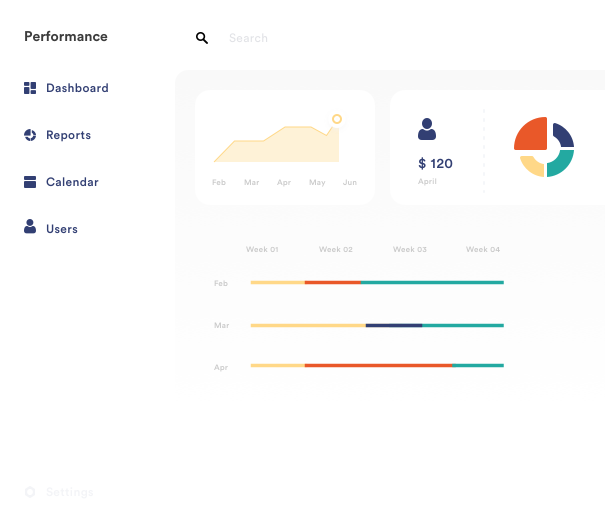 Performance
Search
Dashboard
Reports
Calendar
Users
Feb Mar Apr May Jun
$ 120
April
Week 01 Week 02 Week 03 Week 04
Feb
Mar
Apr
Settings